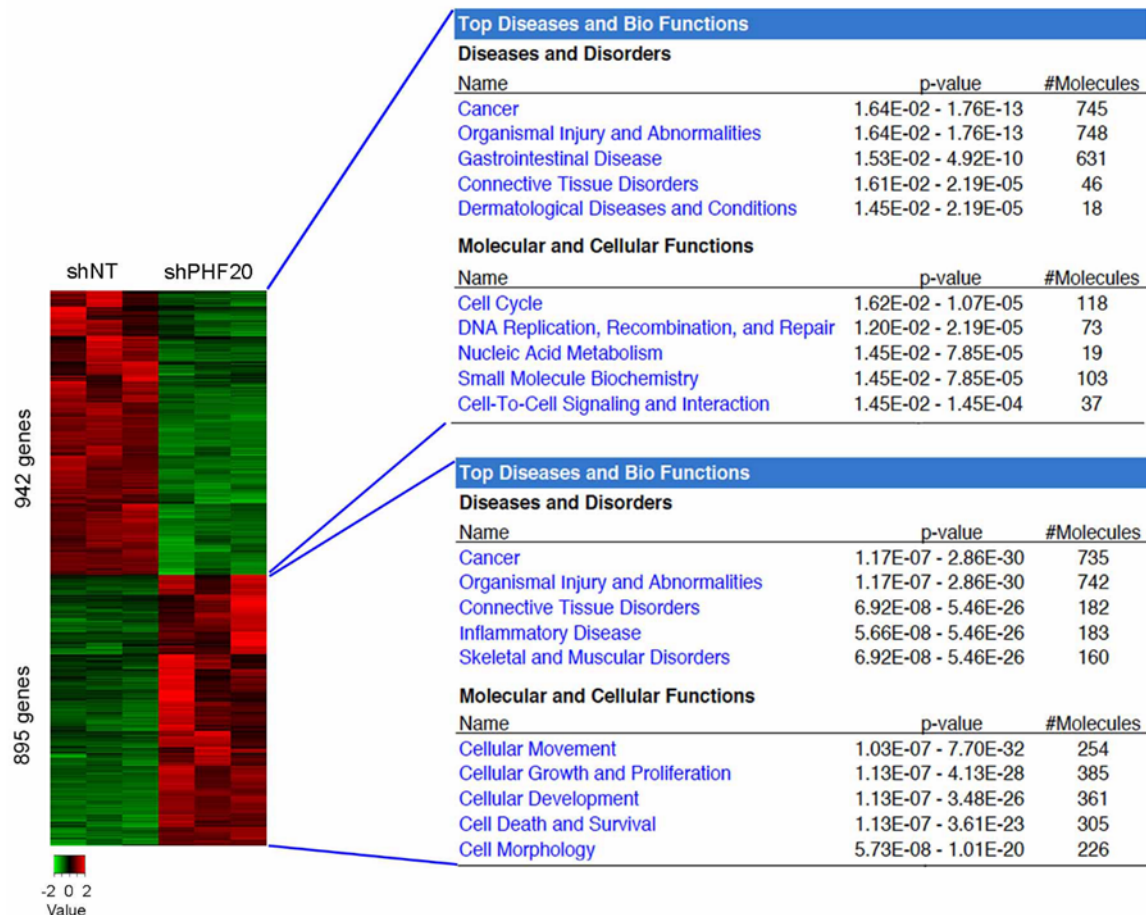 Top Diseases and Bio Functions
Diseases and Disorders
Name p-value #Molecules
Cancer 1.64E-02 - 1.76E-13 745
Organismal Injury and Abnormalities 1.64E-02 - 1.76E-13 748
Gastrointestinal Disease 1.53E-02 - 4.92E-10 631
Connective Tissue Disorders 1.61E-02 - 2.19E-05 46
Dermatological Diseases and Conditions 1.45E-02 - 2.19E-05 18
Molecular and Cellular Functions
Name p-value #Molecules
Cell Cycle 1.62E-02 - 1.07E-05 118
DNA Replication, Recombination, and Repair 1.20E-02 - 2.19E-05 73
Nucleic Acid Metabolism 1.45E-02 - 7.85E-05 19
Small Molecule Biochemistry 1.45E-02 - 7.85E-05 103
Cell-To-Cell Signaling and Interaction 1.45E-02 - 1.45E-04 37
Top Diseases and Bio Functions
Diseases and Disorders
Name p-value #Molecules
Cancer 1.17E-07 - 2.86E-30 735
Organismal Injury and Abnormalities 1.17E-07 - 2.86E-30 742
Connective Tissue Disorders 6.92E-08 - 5.46E-26 182
Inflammatory Disease 5.66E-08 - 5.46E-26 183
Skeletal and Muscular Disorders 6.92E-08 - 5.46E-26 160
Molecular and Cellular Functions
Name p-value #Molecules
Cellular Movement 1.03E-07 - 7.70E-32 254
Cellular Growth and Proliferation 1.13E-07 - 4.13E-28 385
Cellular Development 1.13E-07 - 3.48E-26 361
Cell Death and Survival 1.13E-07 - 3.61E-23 305
Cell Morphology 5.73E-08 - 1.01E-20 226
shNT shPHF20
942 genes
895 genes
-2 0 2
Value